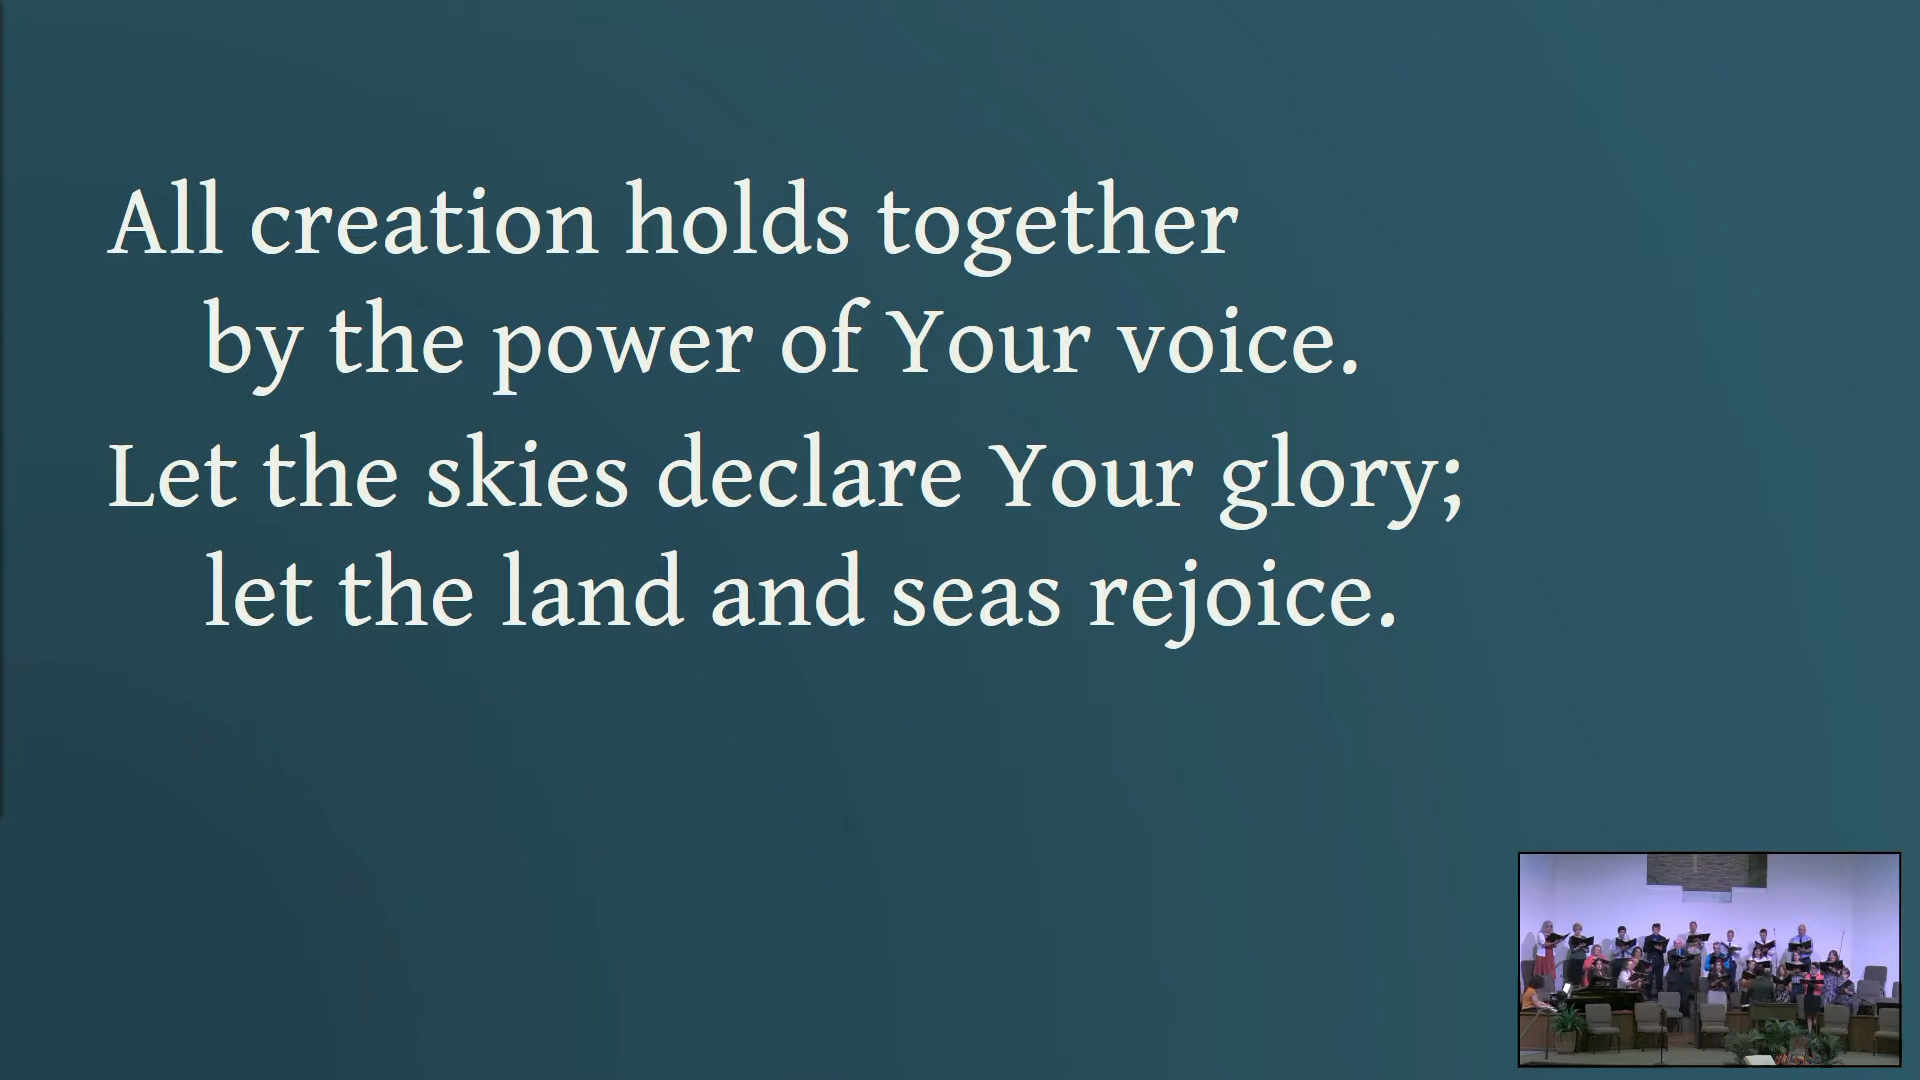 All creation holds together
by the power of Your voice.
Let the skies declare Your glory;
let the land and seas rejoice.